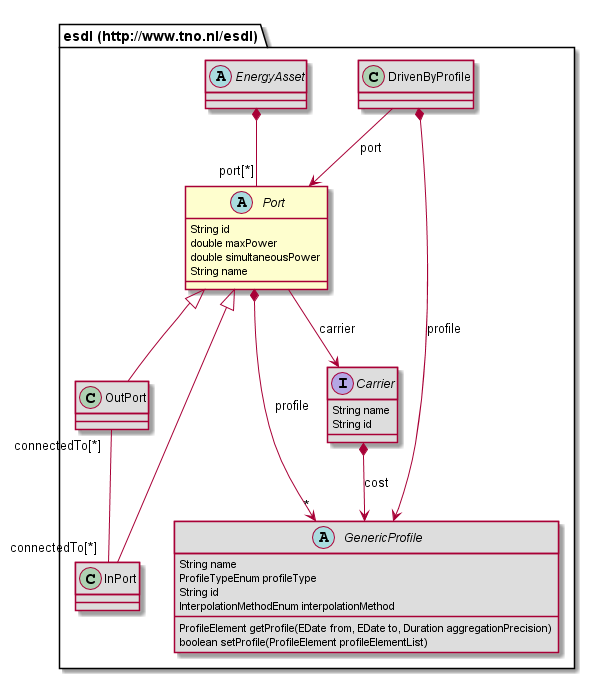 esdl (http://www.tno.nl/esdl)
A EnergyAsset
C DrivenByProfile
port
port[*]
A Port
String id
double maxPower
double simultaneousPower
String name
carrier
profile
I Carrier
String name
String id
C OutPort
profile
connectedTo[*]
cost
*
connectedTo[*]
A GenericProfile
String name
ProfileTypeEnum profileType
String id
InterpolationMethodEnum interpolationMethod
ProfileElement getProfile(EDate from, EDate to, Duration aggregationPrecision)
boolean setProfile(ProfileElement profileElementList)
C InPort